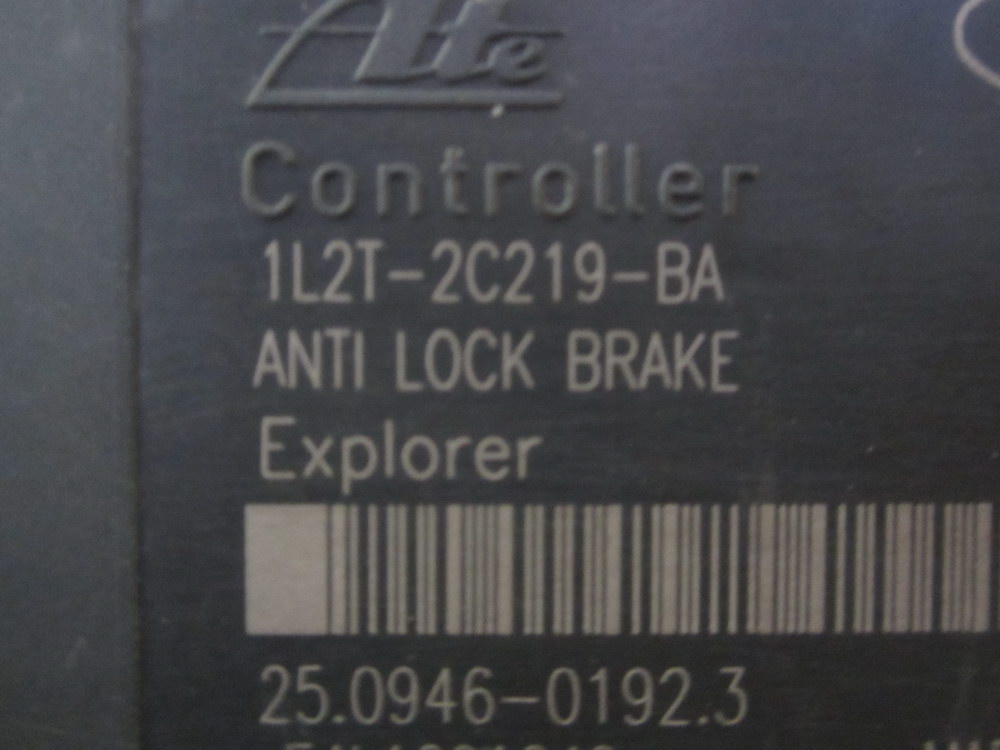 Ate
Controller
1L2T-2C219-BA
ANTI LOCK BRAKE
Explorer
25.0946-0192.3